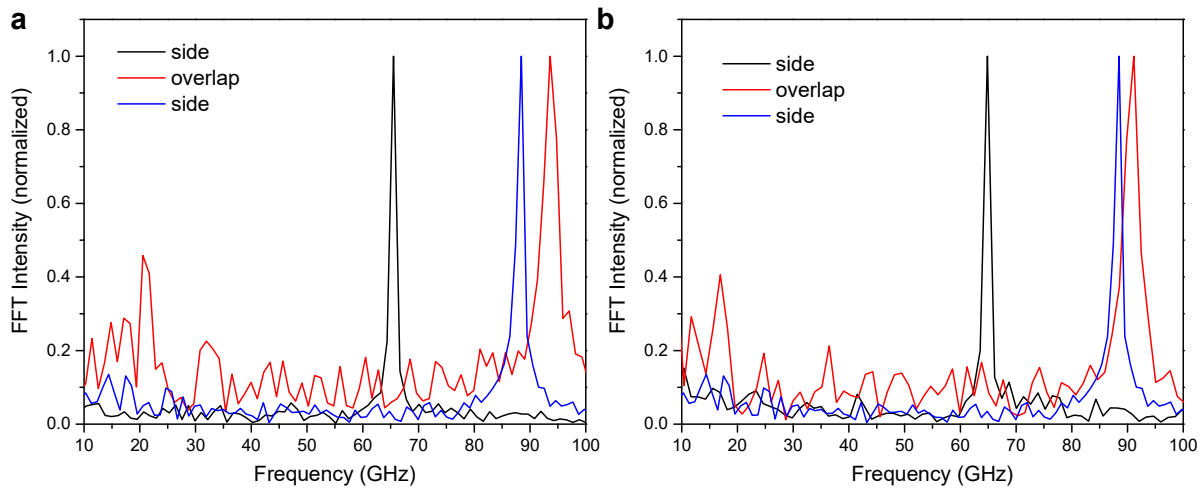 a
side
overlap
side
1.0
0.8
0.6
0.4
0.2
0.0
FFT Intensity (normalized)
10 20 30 40 50 60 70 80 90 100
Frequency (GHz)
b
side
overlap
side
1.0
0.8
0.6
0.4
0.2
0.0
FFT Intensity (normalized)
10 20 30 40 50 60 70 80 90 100
Frequency (GHz)